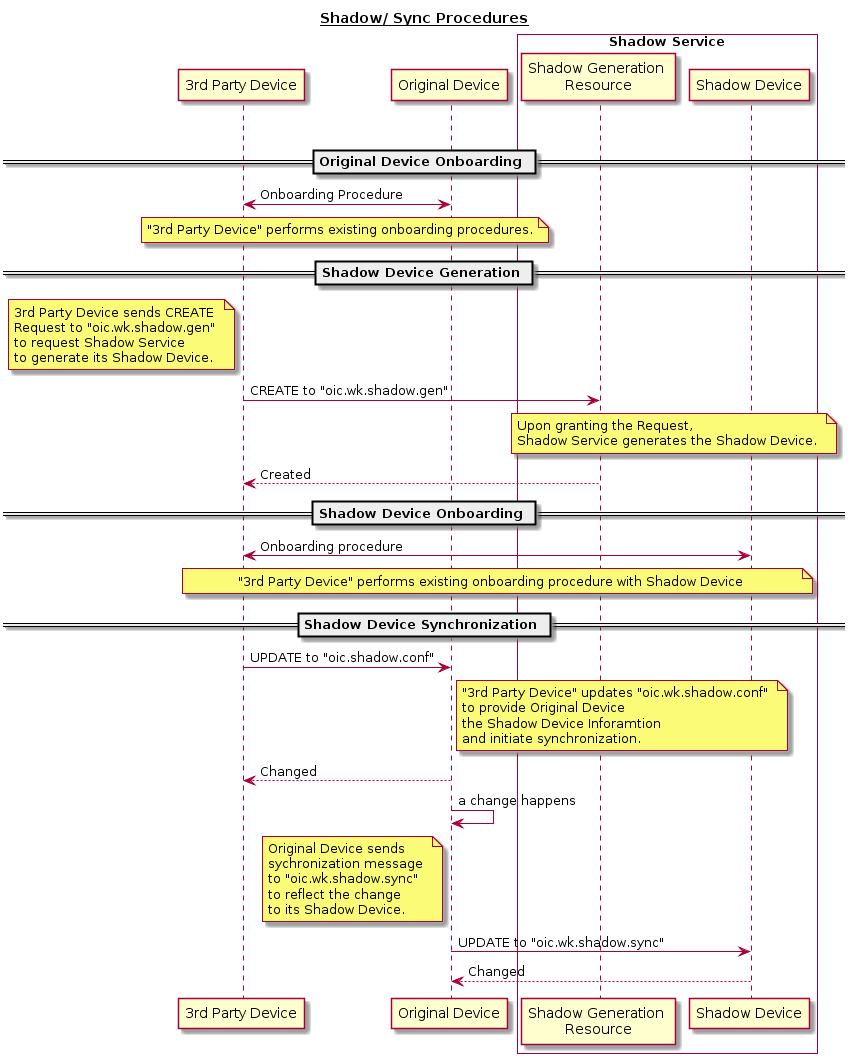 Shadow/ Sync Procedures
Shadow Service
3rd Party Device
Original Device
Shadow Generation
Resource
Shadow Device
Original Device Onboarding
Onboarding Procedure
"3rd Party Device" performs existing onboarding procedures.
Shadow Device Generation
3rd Party Device sends CREATE
Request to "oic.wk.shadow.gen"
to request Shadow Service
to generate its Shadow Device.
CREATE to "oic.wk.shadow.gen"
Upon granting the Request,
Shadow Service generates the Shadow Device.
Created
Shadow Device Onboarding
Onboarding procedure
"3rd Party Device" performs existing onboarding procedure with Shadow Device
Shadow Device Synchronization
UPDATE to "oic.shadow.conf"
"3rd Party Device" updates "oic.wk.shadow.conf"
to provide Original Device
the Shadow Device Inforamtion
and initiate synchronization.
Changed
a change happens
Original Device sends
sychronization message
to "oic.wk.shadow.sync"
to reflect the change
to its Shadow Device.
UPDATE to "oic.wk.shadow.sync"
Changed
3rd Party Device
Original Device
Shadow Generation
Resource
Shadow Device